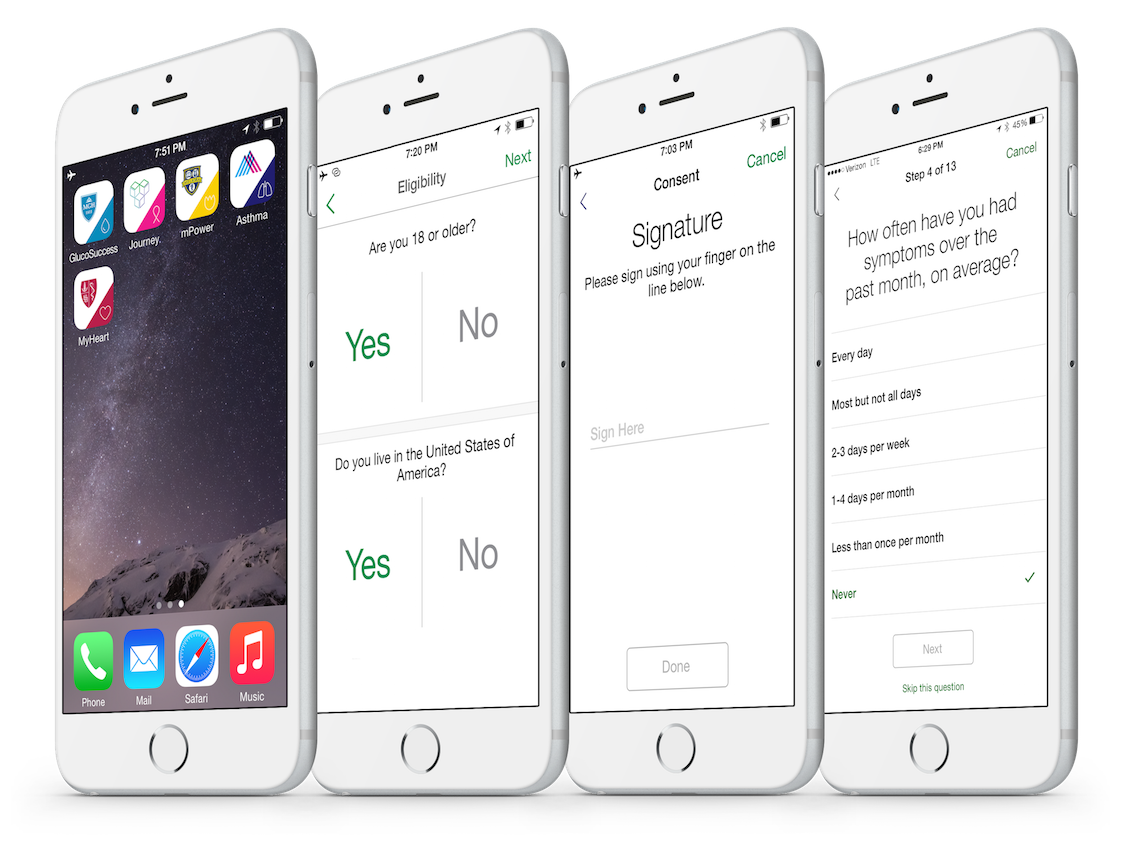 7:51 PM
GlucoSuccess
Journey.
mPower
Asthma
MyHeart
Phone
Mail
Safari
Music
7:20 PM
Eligibility
Next
Are you 18 or older?
Yes
No
Do you live in the United States of
America?
Yes
No
7:03 PM
Consent
Cancel
Signature
Please sign using your finger on the
line below.
Sign Here
Done
Verizon LTE
6:29 PM
45%
Step 4 of 13
Cancel
How often have you had
symptoms over the
past month, on average?
Every day
Most but not all days
2-3 days per week
1-4 days per month
Less than once per month
Never
Next
Skip this question